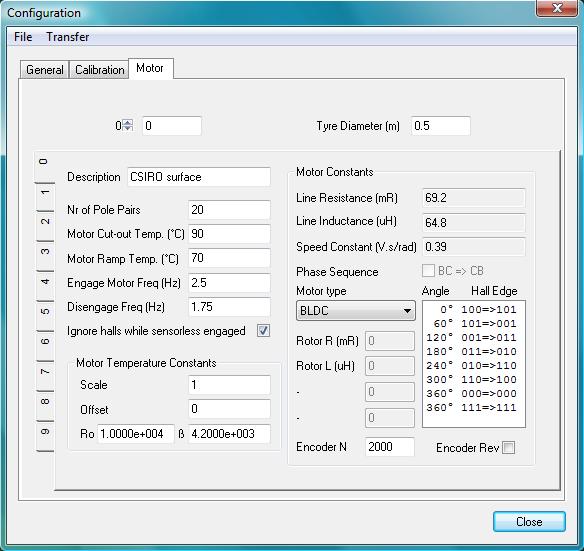 Configuration
File Transfer
General Calibration Motor
0 0 Tyre Diameter (m) 0.5
0
1
2
3
4
5
6
7
8
9
Description CSIRO surface
Nr of Pole Pairs 20
Motor Cut-out Temp. (°C) 90
Motor Ramp Temp. (°C) 70
Engage Motor Freq (Hz) 2.5
Disengage Freq (Hz) 1.75
Ignore halls while sensorless engaged
Motor Temperature Constants
Scale 1
Offset 0
Ro 1.0000e+004 ß 4.2000e+003
Motor Constants
Line Resistance (mR) 69.2
Line Inductance (uH) 64.8
Speed Constant (V.s/rad) 0.39
Phase Sequence BC => CB
Motor type
BLDC
Rotor R (mR) 0
Rotor L (uH) 0
- 0
- 0
Angle Hall Edge
0° 100=>101
60° 101=>001
120° 001=>011
180° 011=>010
240° 010=>110
300° 110=>100
360° 000=>000
360° 111=>111
Encoder N 2000 Encoder Rev
Close